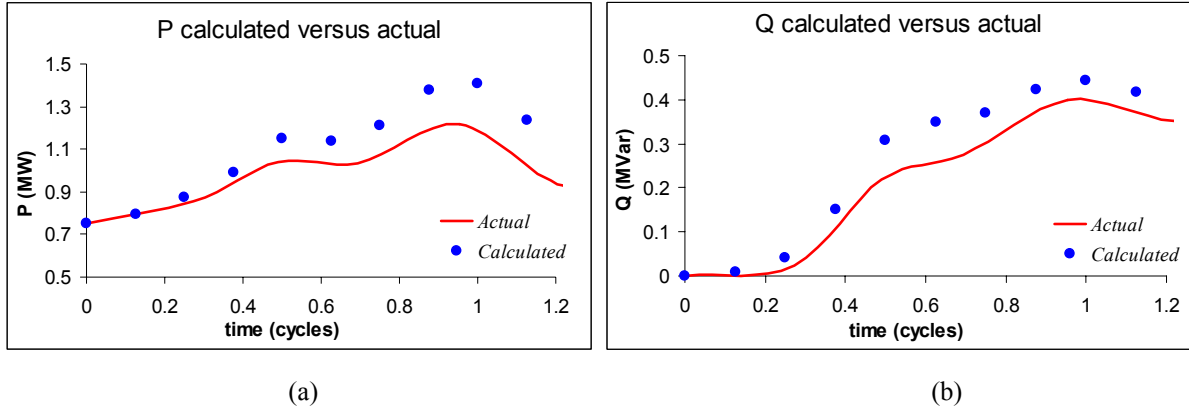 P calculated versus actual
P (MW)
1.5
1.3
1.1
0.9
0.7
0.5
0 0.2 0.4 0.6 0.8 1 1.2
time (cycles)
Actual
Calculated
(a)
Q calculated versus actual
Q (MVar)
0.5
0.4
0.3
0.2
0.1
0
0 0.2 0.4 0.6 0.8 1 1.2
time (cycles)
Actual
Calculated
(b)